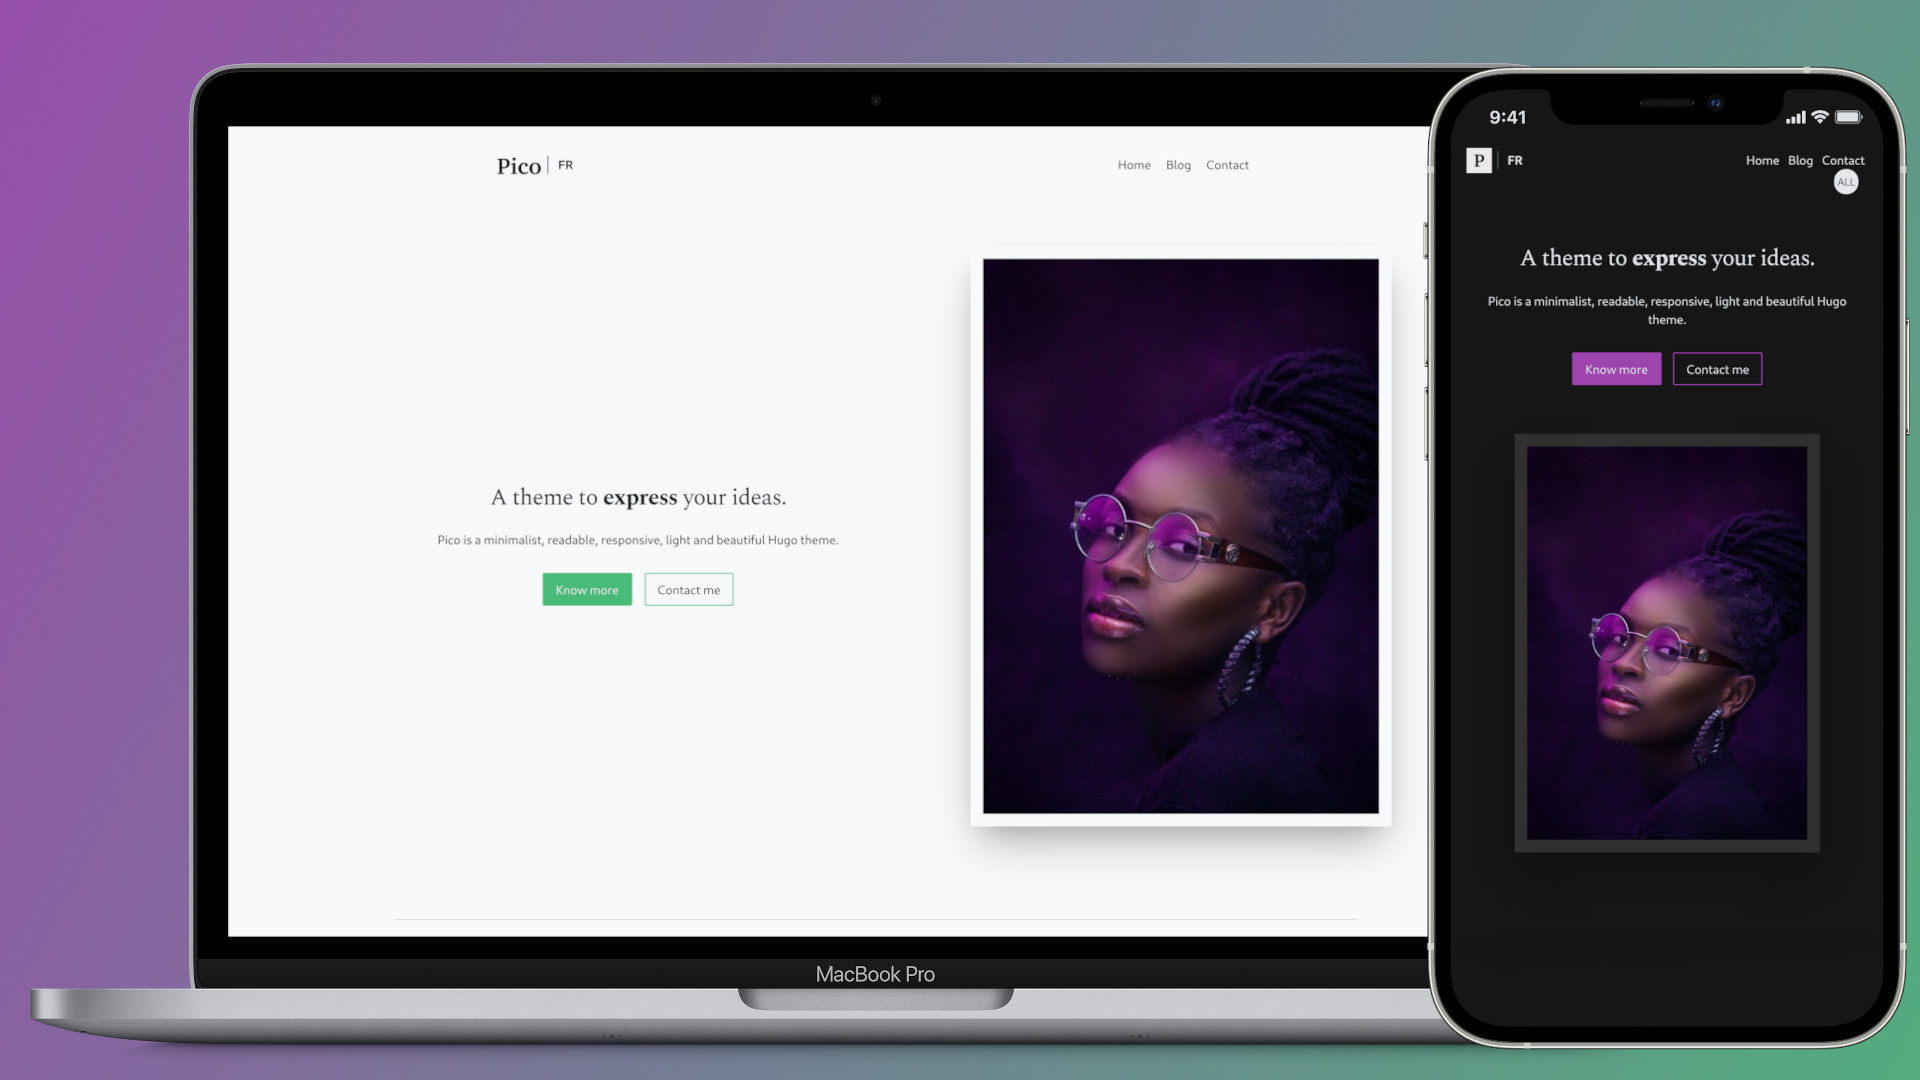 Pico FR
Home Blog Contact
A theme to express your ideas.
Pico is a minimalist, readable, responsive, light and beautiful Hugo theme.
Know more Contact me
MacBook Pro
9:41
P FR
Home Blog Contact
ALL
A theme to express your ideas.
Pico is a minimalist, readable, responsive, light and beautiful Hugo
theme.
Know more Contact me